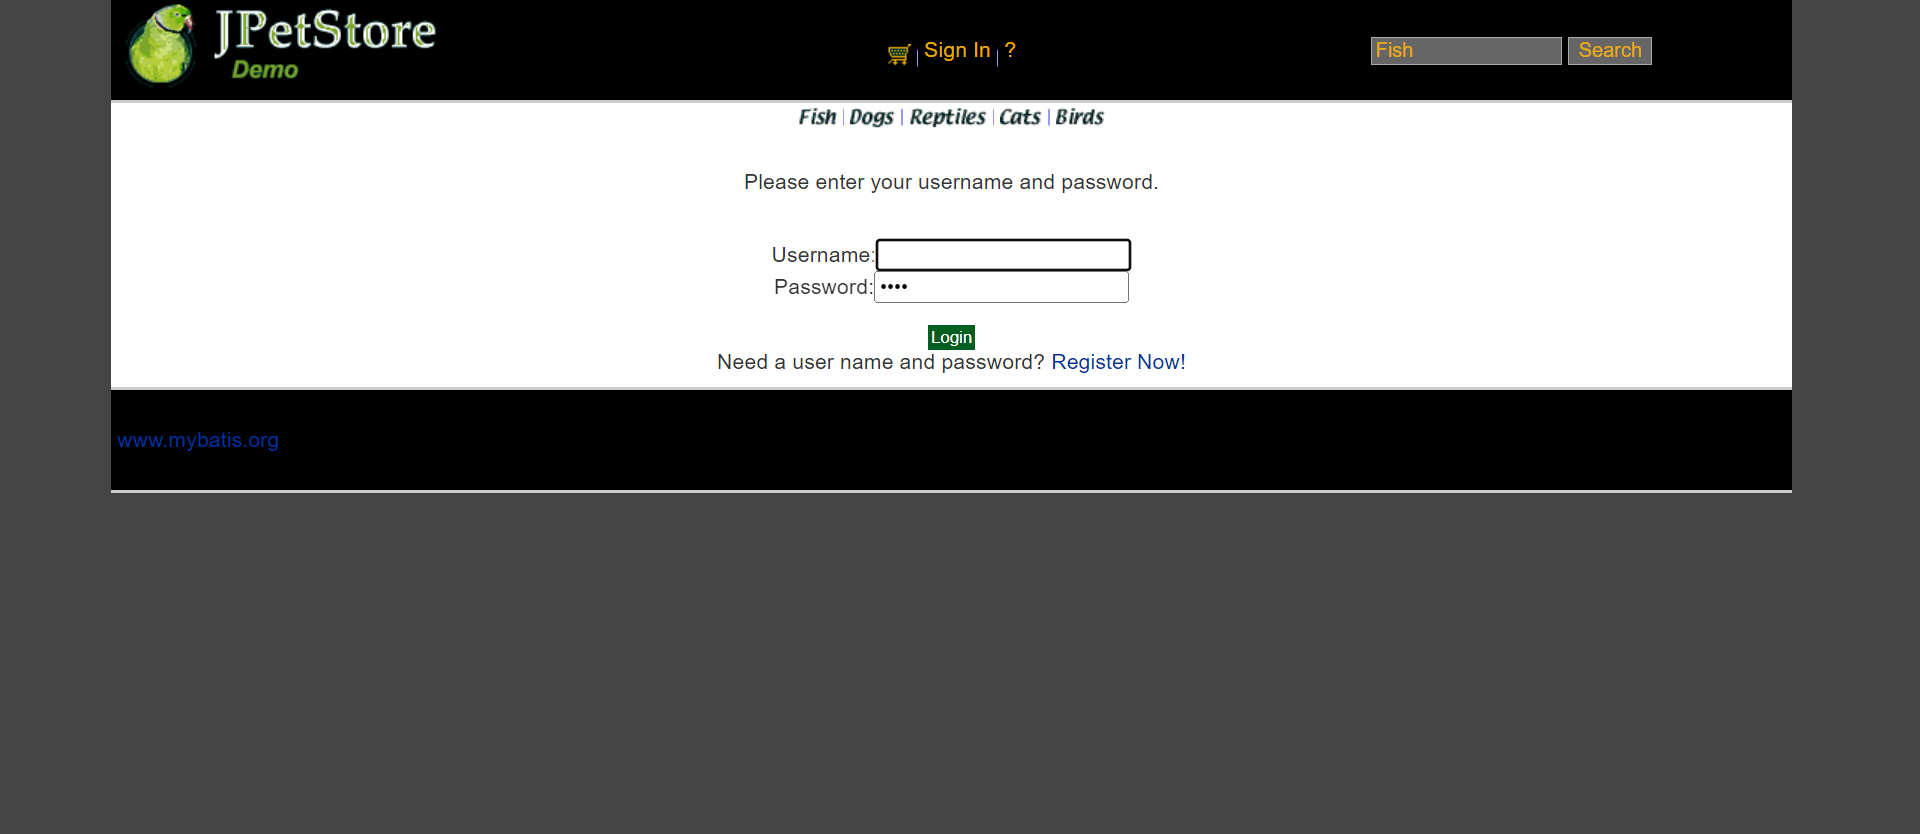 JPetStore
Demo
Sign In ?
Fish Search
Fish Dogs Reptiles Cats Birds
Please enter your username and password.
Username:
Password: ••••
Login
Need a user name and password? Register Now!
www.mybatis.org